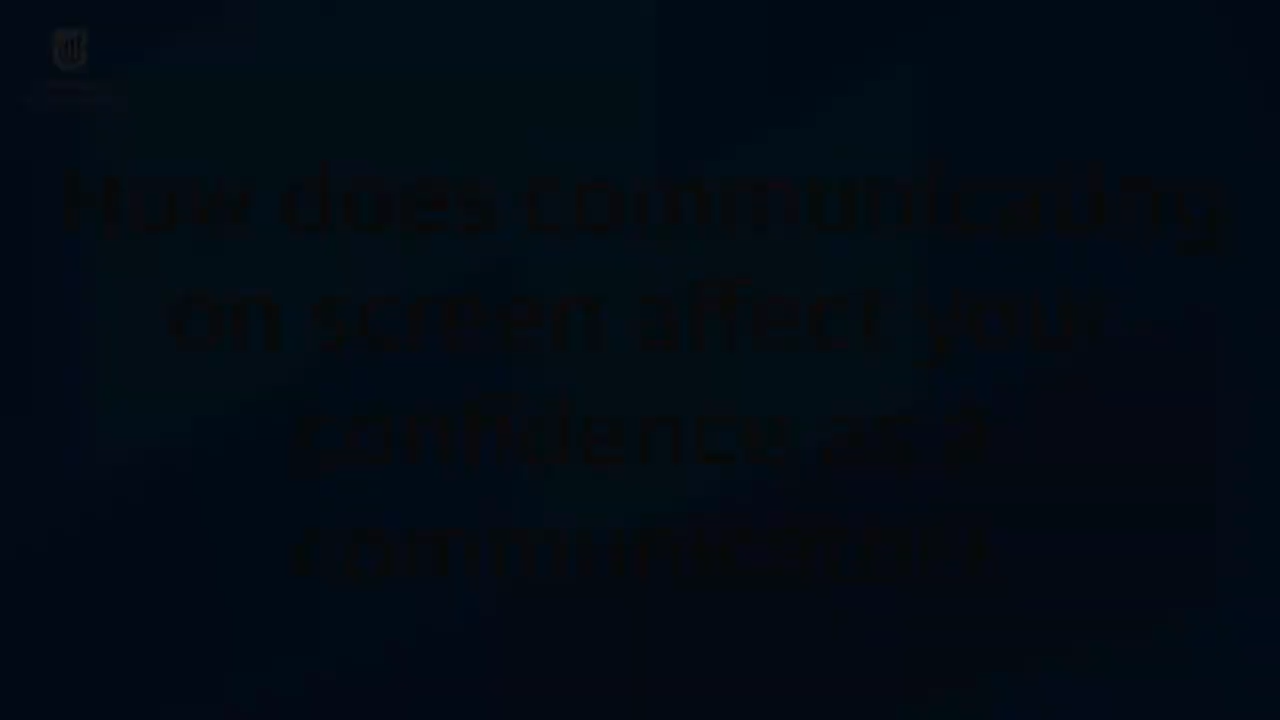 How does communicating
on screen affect your
confidence as a
communicator?